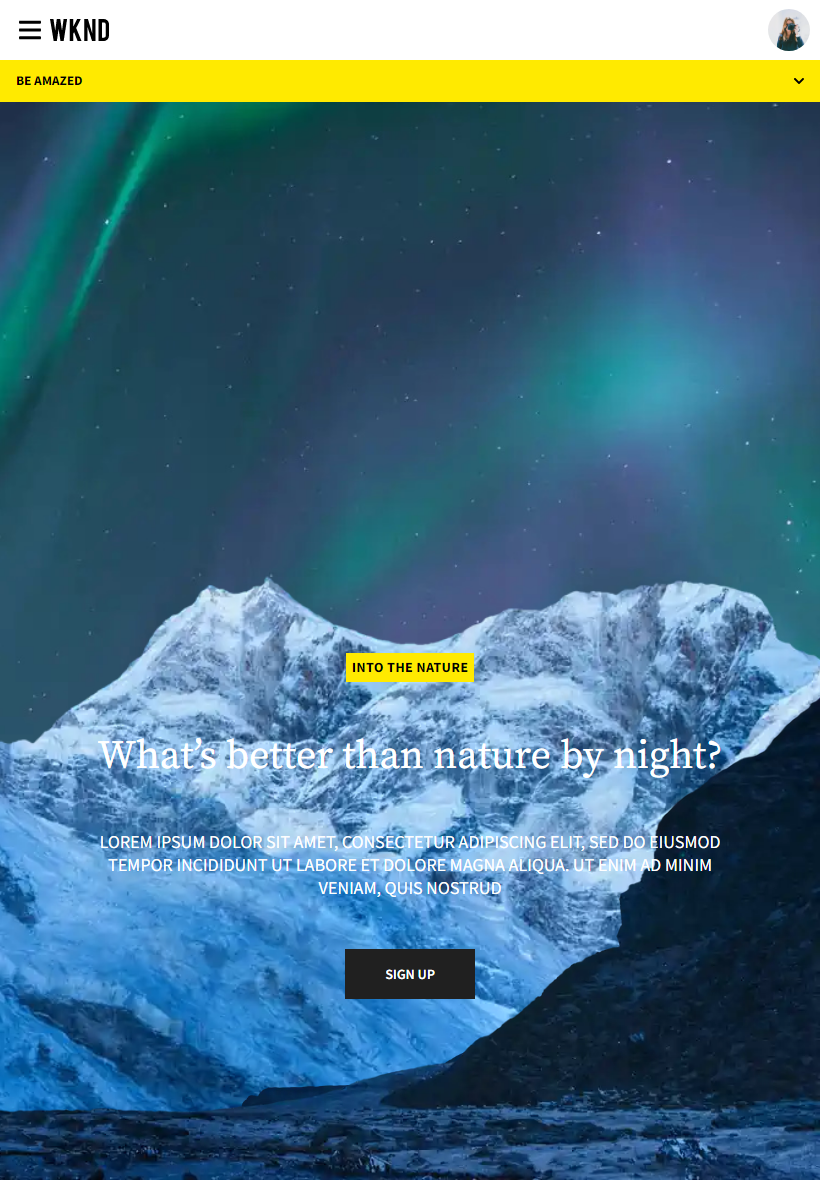 WKND
BE AMAZED
INTO THE NATURE
What’s better than nature by night?
LOREM IPSUM DOLOR SIT AMET, CONSECTETUR ADIPISCING ELIT, SED DO EIUSMOD
TEMPOR INCIDIDUNT UT LABORE ET DOLORE MAGNA ALIQUA. UT ENIM AD MINIM
VENIAM, QUIS NOSTRUD
SIGN UP